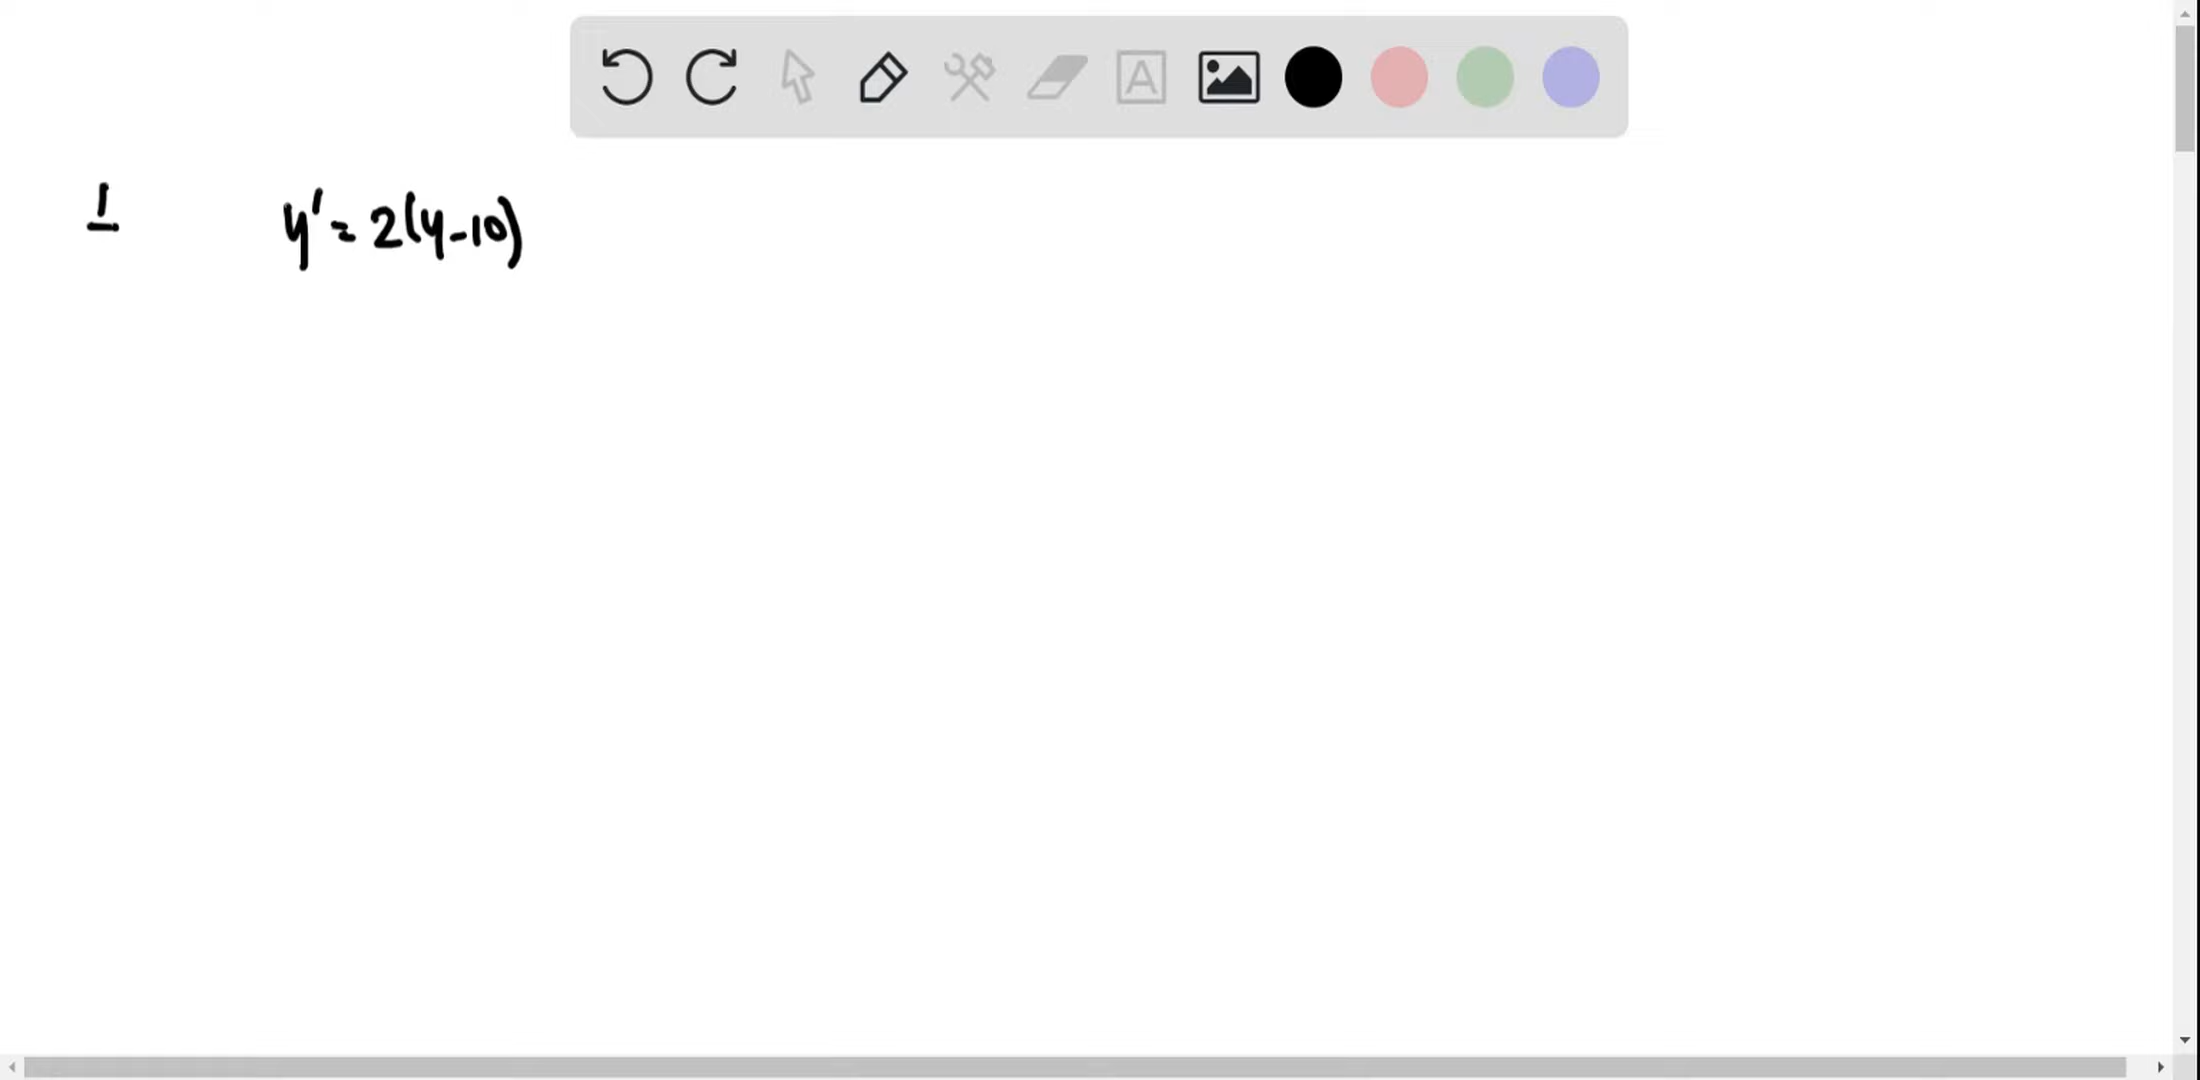 1 y' = 2(y-10)